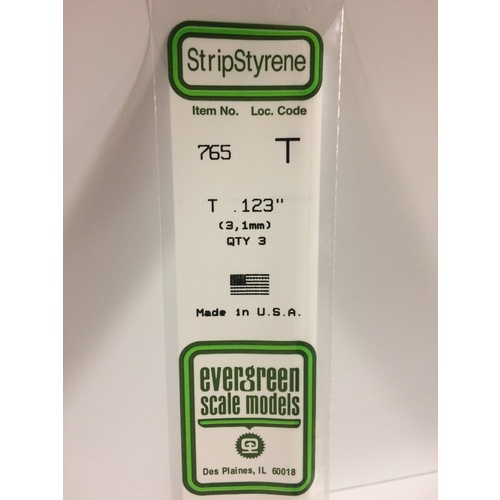 StripStyrene
Item No. Loc. Code
765 T
T .123"
(3,1mm)
QTY 3
Made in U.S.A.
evergreen
scale models
Des Plaines, IL 60018